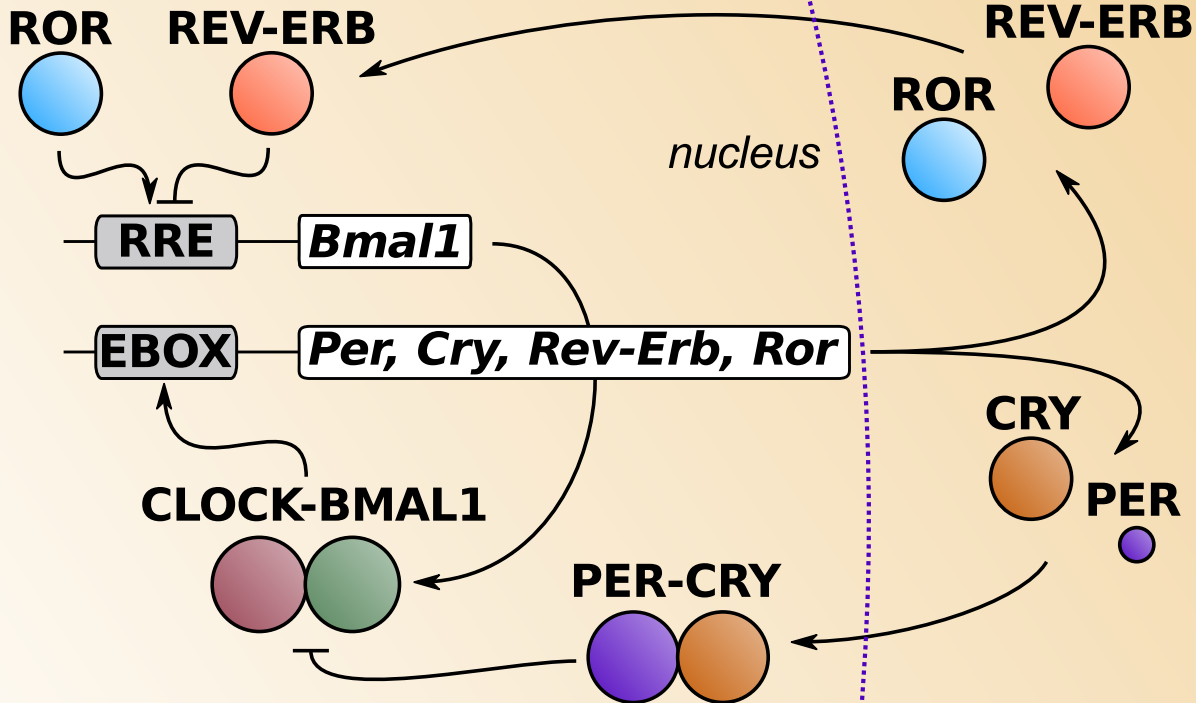 ROR
REV-ERB
REV-ERB
ROR
nucleus
RRE
Bmal1
EBOX
Per, Cry, Rev-Erb, Ror
CRY
PER
CLOCK-BMAL1
PER-CRY